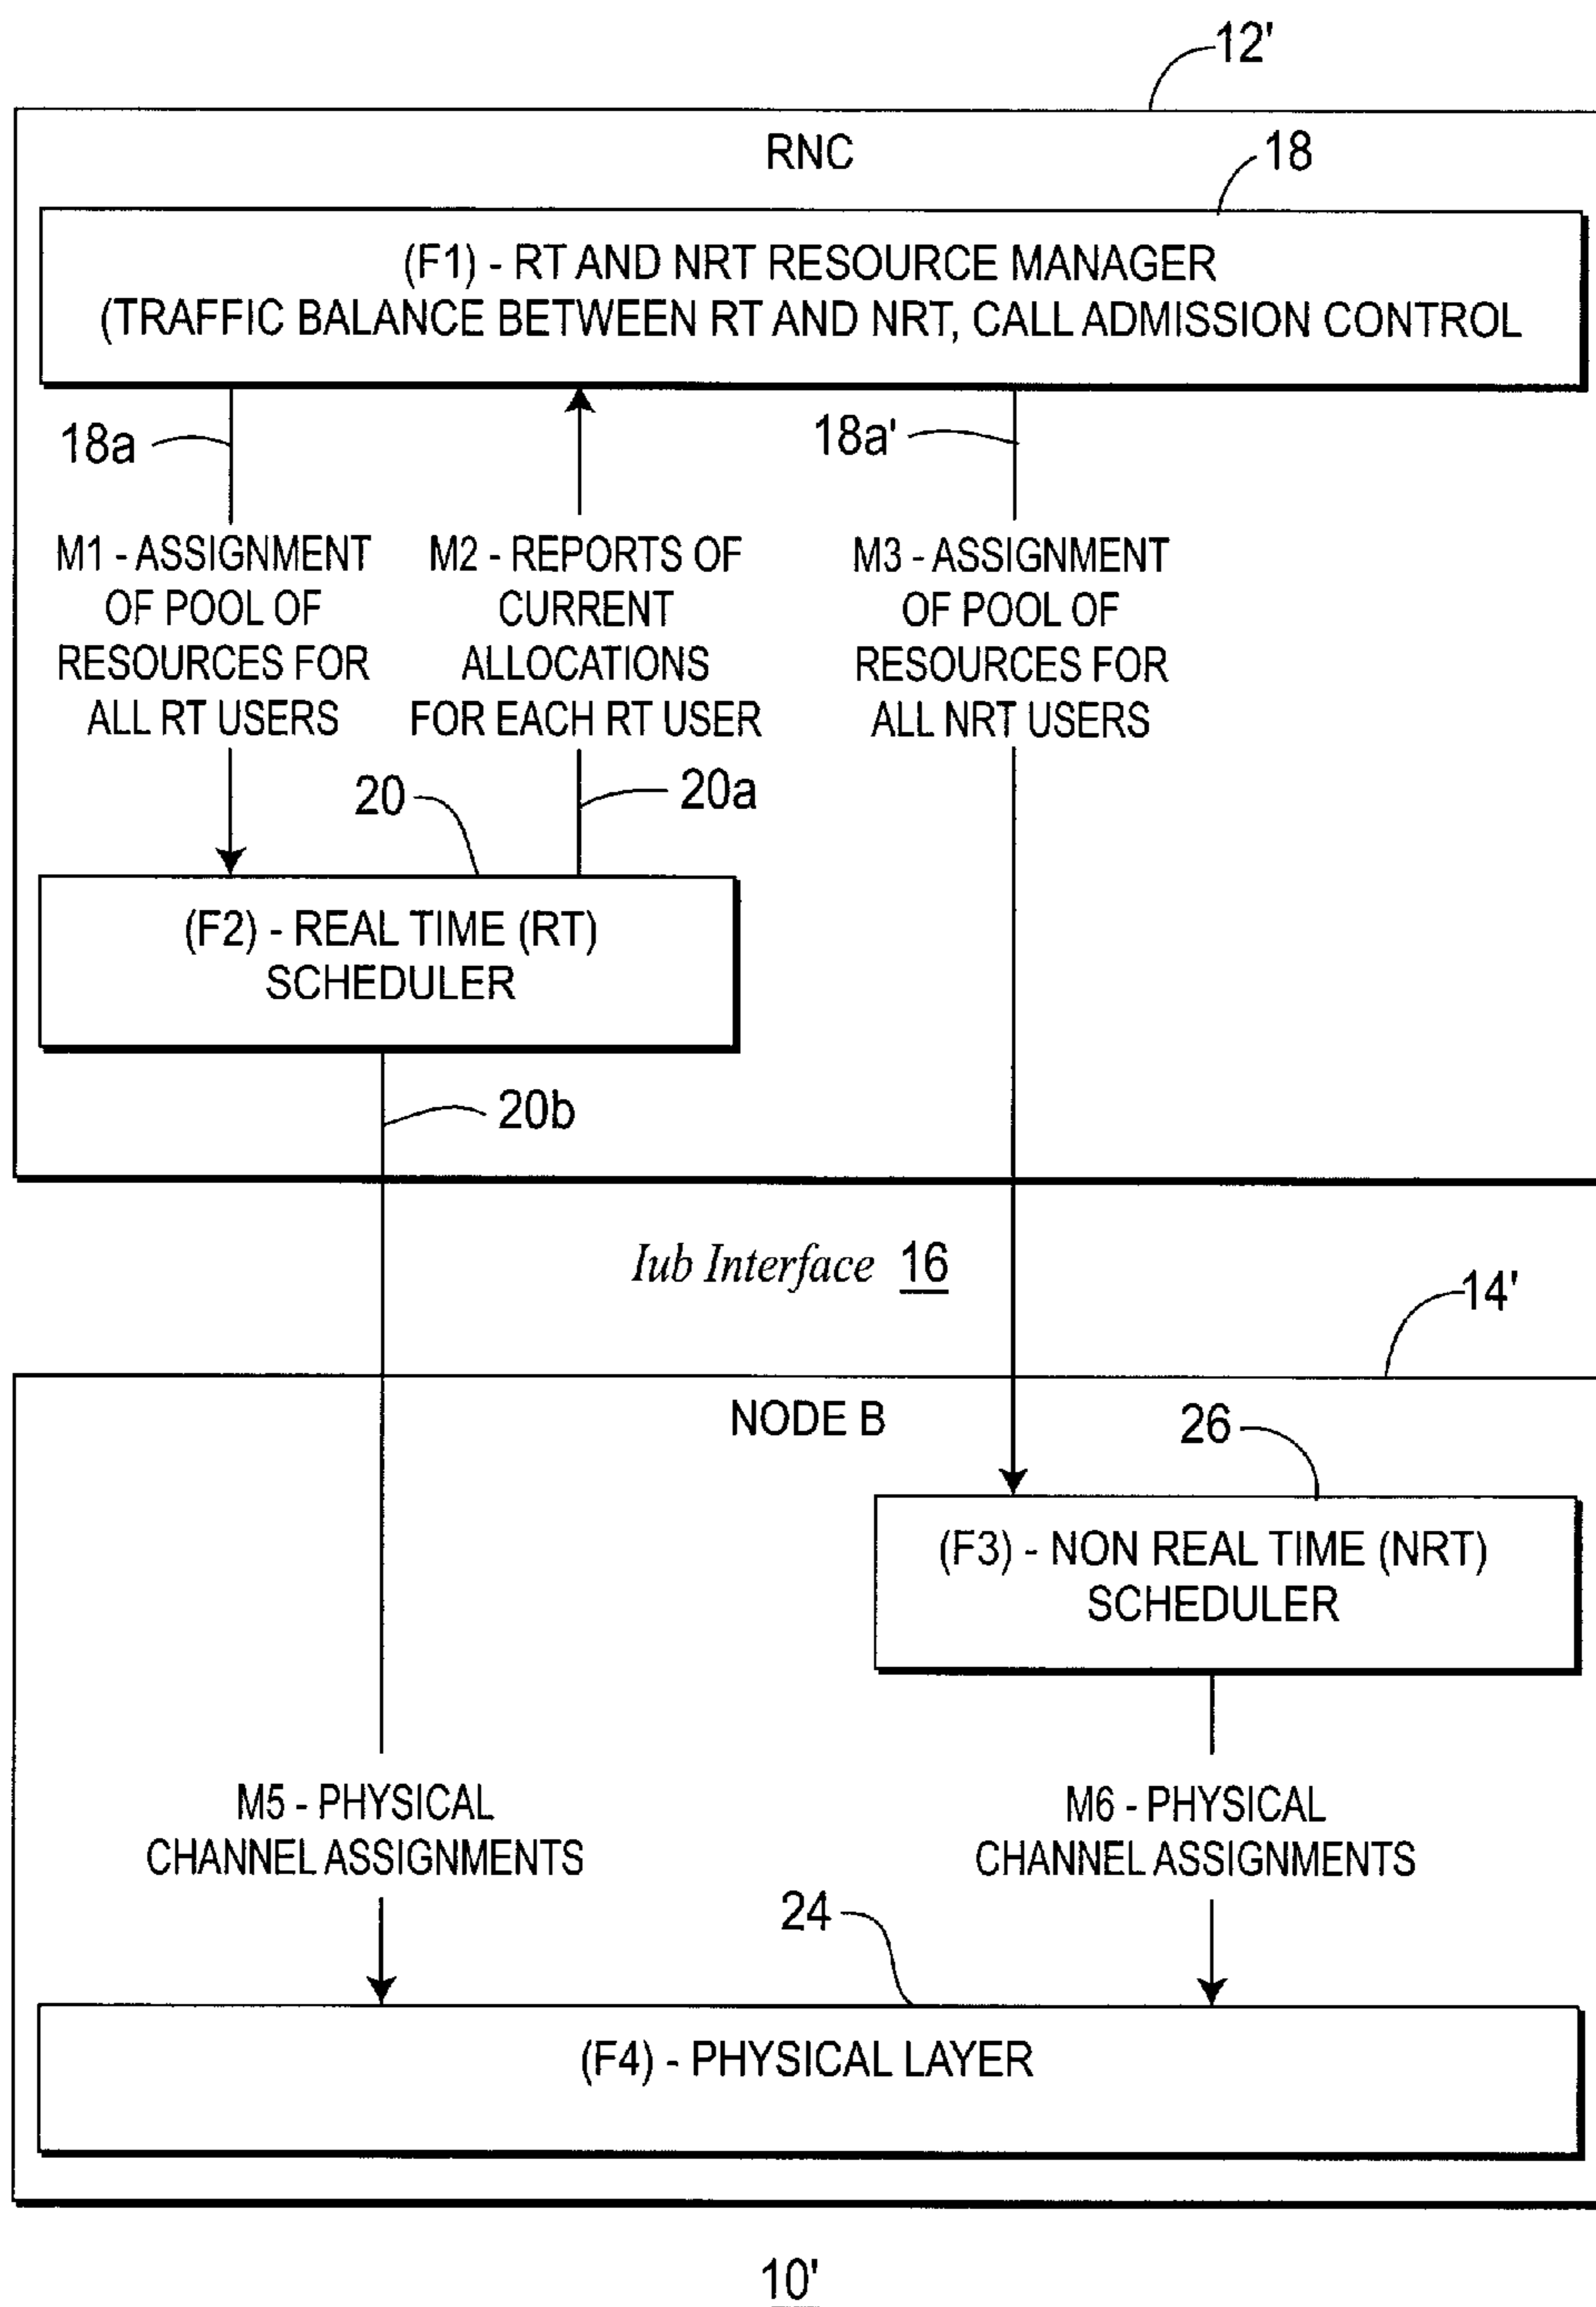 12'
RNC
18
(F1) - RT AND NRT RESOURCE MANAGER
(TRAFFIC BALANCE BETWEEN RT AND NRT, CALL ADMISSION CONTROL
18a
18a'
M1 - ASSIGNMENT
OF POOL OF
RESOURCES FOR
ALL RT USERS
M2 - REPORTS OF
CURRENT
ALLOCATIONS
FOR EACH RT USER
M3 - ASSIGNMENT
OF POOL OF
RESOURCES FOR
ALL NRT USERS
20
20a
(F2) - REAL TIME (RT)
SCHEDULER
20b
Iub Interface 16
14'
NODE B
26
(F3) - NON REAL TIME (NRT)
SCHEDULER
M5 - PHYSICAL
CHANNEL ASSIGNMENTS
M6 - PHYSICAL
CHANNEL ASSIGNMENTS
24
(F4) - PHYSICAL LAYER
10'